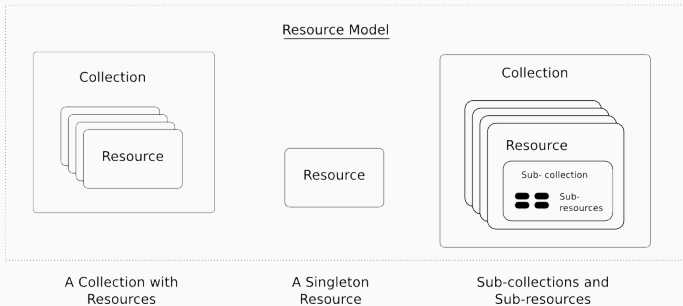 Resource Model
Collection
Resource
Resource
Collection
Resource
Sub- collection
Sub-
resources
A Collection with
Resources
A Singleton
Resource
Sub-collections and
Sub-resources